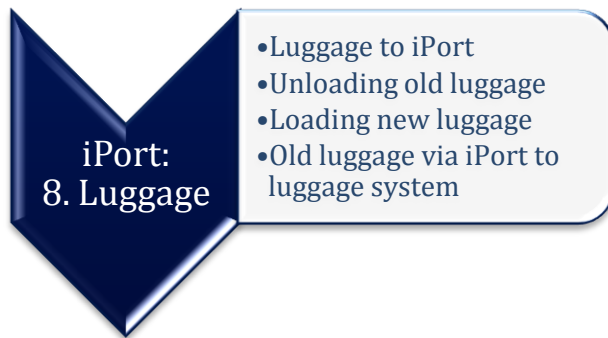 iPort:
8. Luggage
•Luggage to iPort
•Unloading old luggage
•Loading new luggage
•Old luggage via iPort to
luggage system